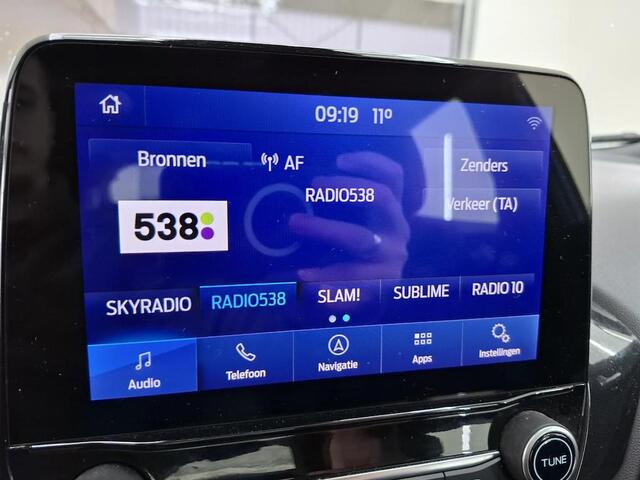 09:19 11º
Bronnen
AF
Zenders
RADIO538
Verkeer (TA)
538
SKYRADIO RADIO538 SLAM! SUBLIME RADIO 10
Audio Telefoon Navigatie Apps Instellingen
TUNE